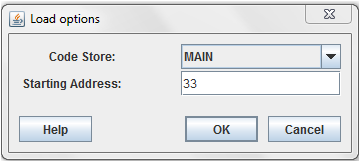 Load options
Code Store:
MAIN
Starting Address:
33
Help
OK
Cancel